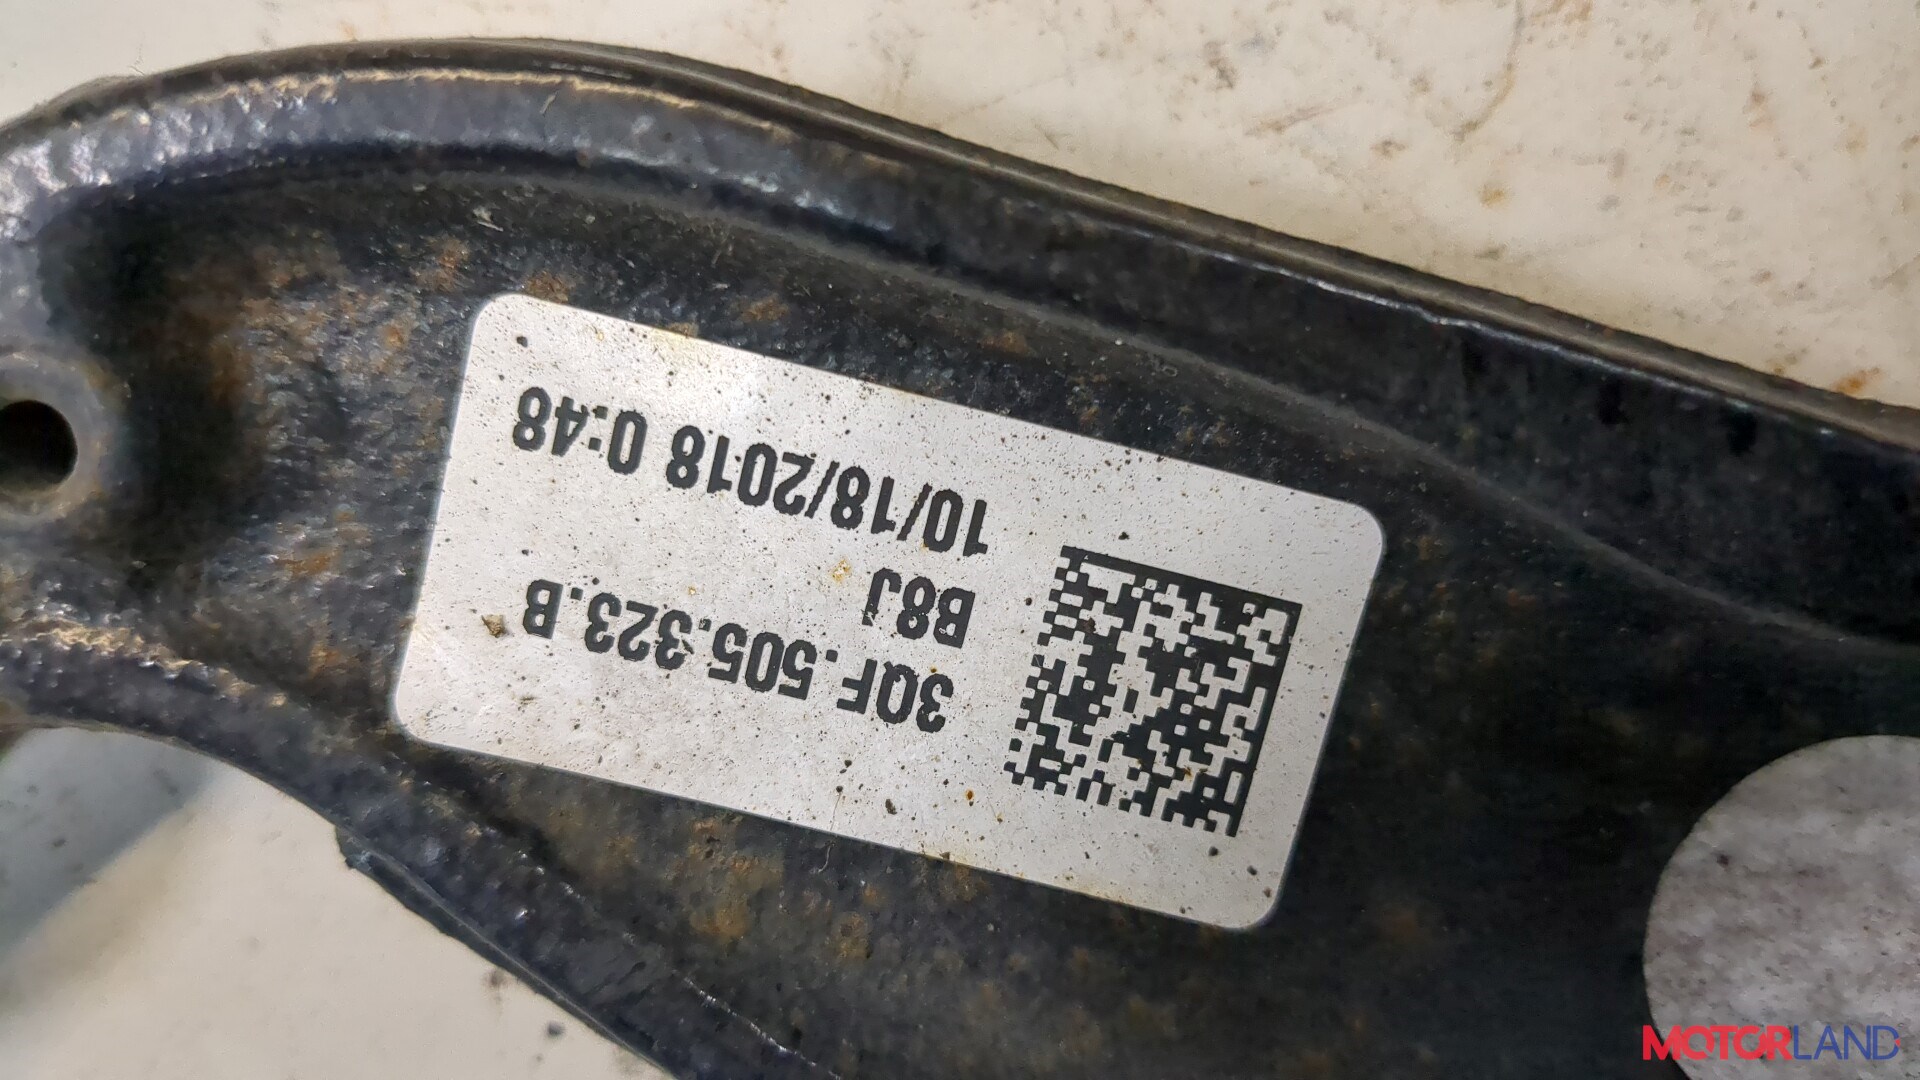 3QF.505.323.B
B8J
10/18/2018 0:48
MOTORLAND